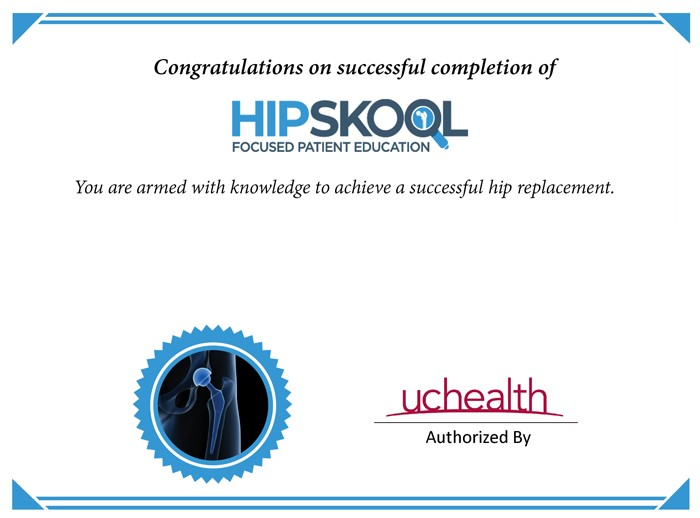 Congratulations on successful completion of
HIPSKOOL
FOCUSED PATIENT EDUCATION
You are armed with knowledge to achieve a successful hip replacement.
uchealth
Authorized By